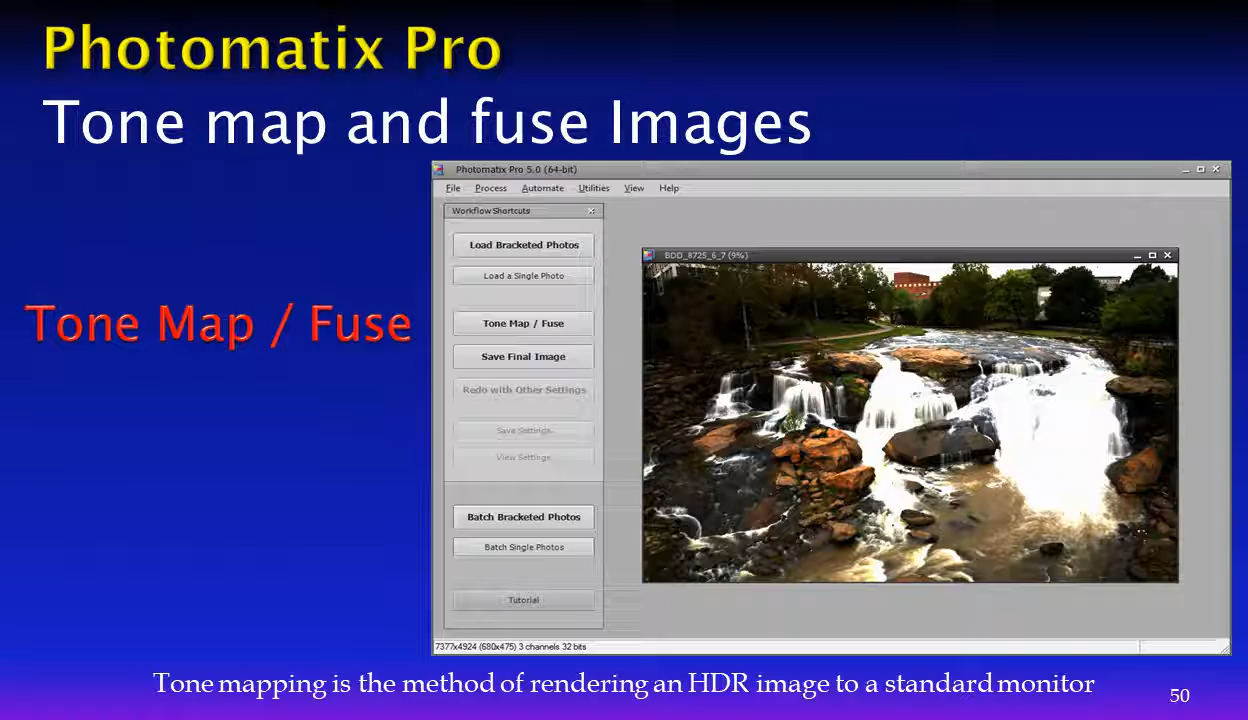 Photomatix Pro
Tone map and fuse Images
Photomatix Pro 5.0 (64-bit)
File Process Automate Utilities View Help
Workflow Shortcuts
Load Bracketed Photos
Load a Single Photo
Tone Map / Fuse
Tone Map / Fuse
Save Final Image
Redo with Other Settings
Save Settings
View Settings
Batch Bracketed Photos
Batch Single Photos
Tutorial
BDD_8725_6_7 (9%)
7377x4924 (680x475) 3 channels 32 bits
Tone mapping is the method of rendering an HDR image to a standard monitor
50